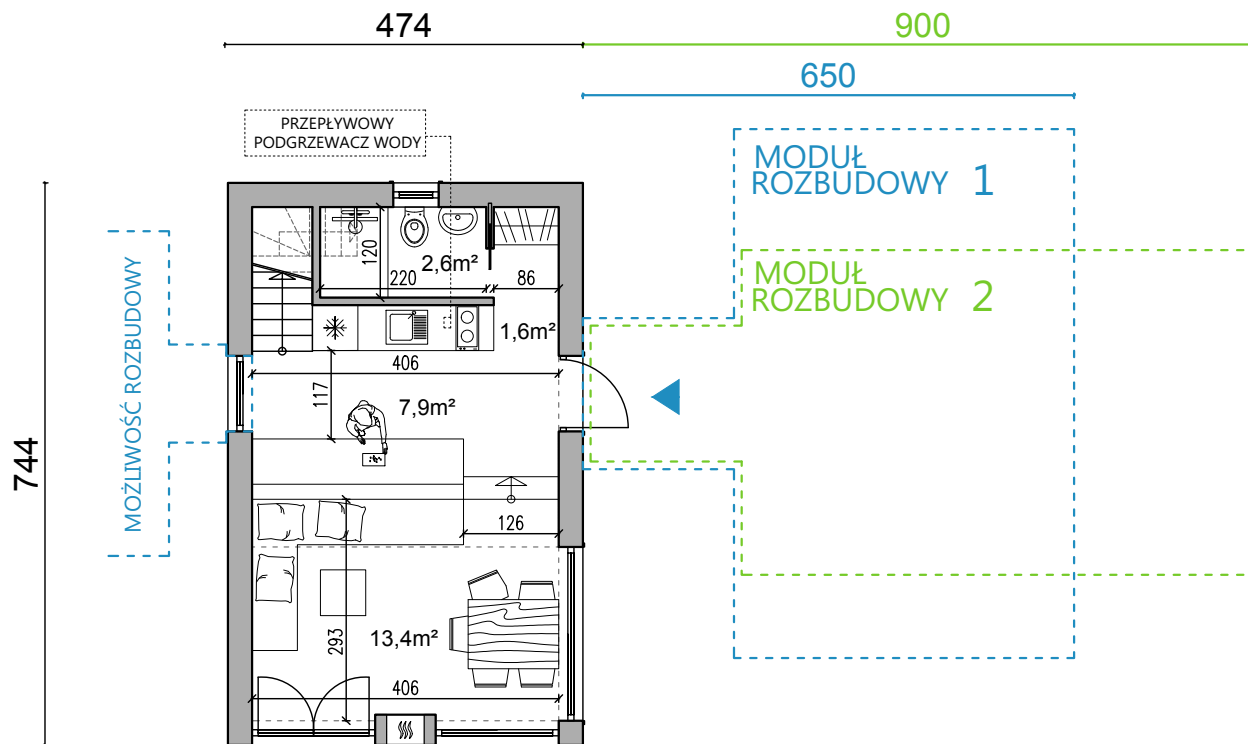 474
900
650
PRZEPŁYWOWY
PODGRZEWACZ WODY
MODUŁ
ROZBUDOWY 1
MODUŁ
ROZBUDOWY 2
MOŻLIWOŚĆ ROZBUDOWY
744
120
2,6m²
220
86
1,6m²
406
117
7,9m²
126
293
13,4m²
406